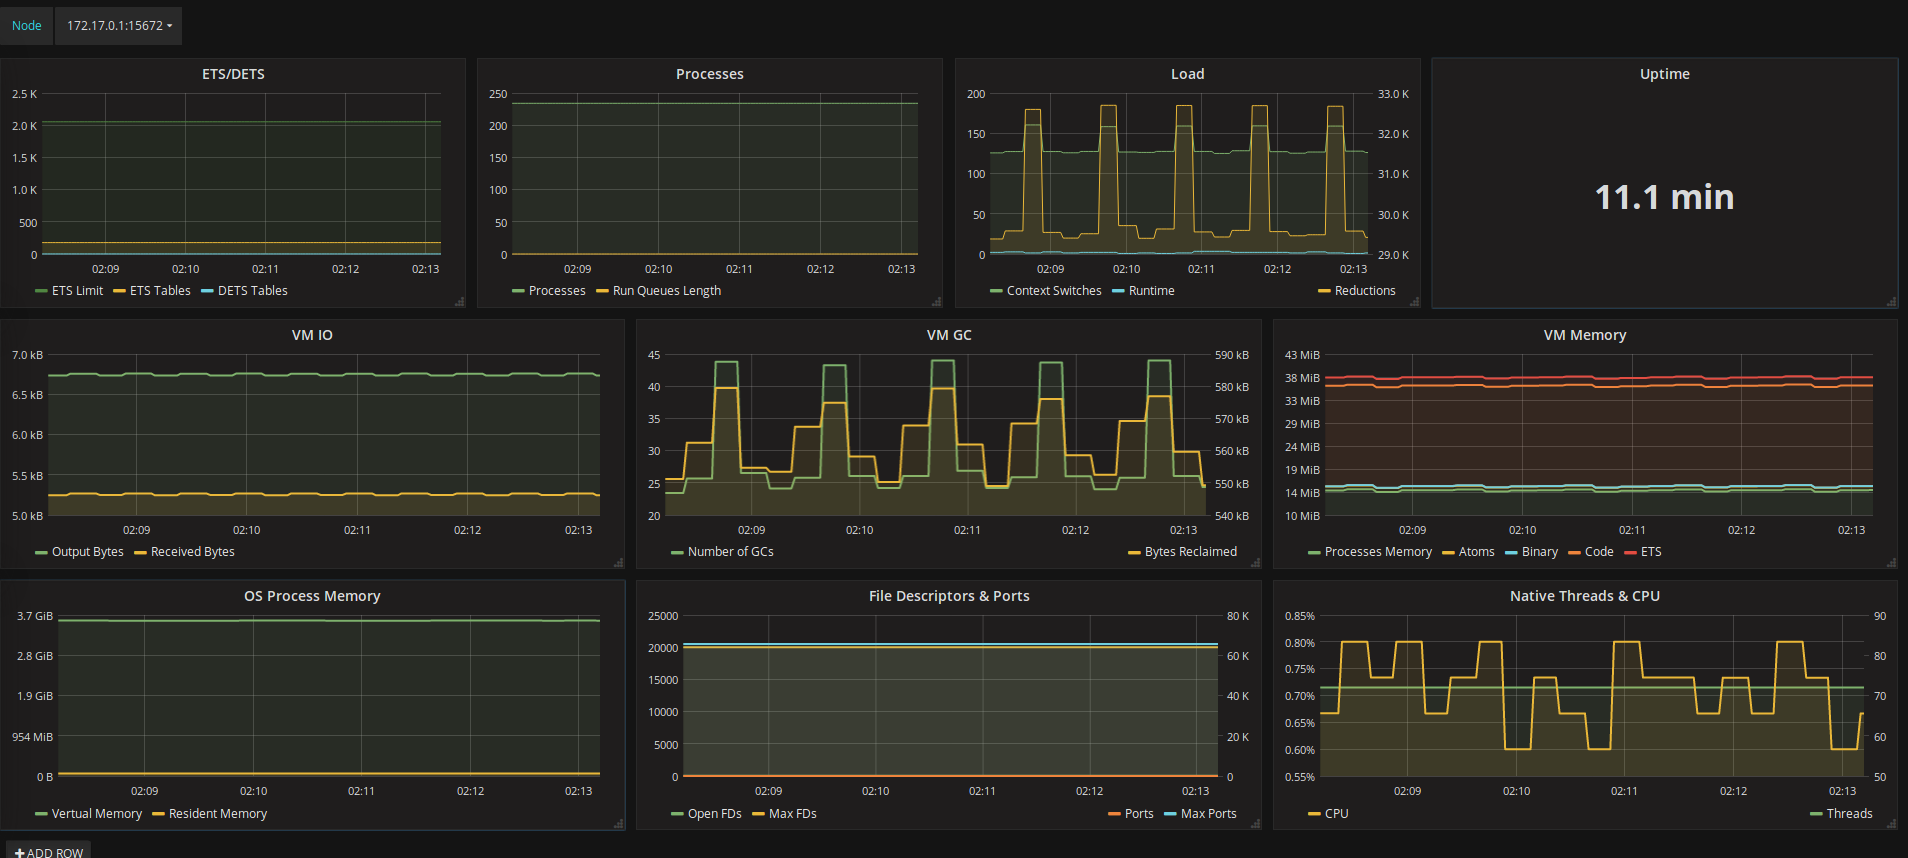 Node 172.17.0.1:15672
ETS/DETS
2.5 K
2.0 K
1.5 K
1.0 K
500
0
02:09 02:10 02:11 02:12 02:13
ETS Limit ETS Tables DETS Tables
Processes
250
200
150
100
50
0
02:09 02:10 02:11 02:12 02:13
Processes Run Queues Length
Load
200 33.0 K
150 32.0 K
100 31.0 K
50 30.0 K
0 29.0 K
02:09 02:10 02:11 02:12 02:13
Context Switches Runtime Reductions
Uptime
11.1 min
VM IO
7.0 kB
6.5 kB
6.0 kB
5.5 kB
5.0 kB
02:09 02:10 02:11 02:12 02:13
Output Bytes Received Bytes
VM GC
45 590 kB
40 580 kB
35 570 kB
30 560 kB
25 550 kB
20 540 kB
02:09 02:10 02:11 02:12 02:13
Number of GCs Bytes Reclaimed
VM Memory
43 MiB
38 MiB
33 MiB
29 MiB
24 MiB
19 MiB
14 MiB
10 MiB
02:09 02:10 02:11 02:12 02:13
Processes Memory Atoms Binary Code ETS
OS Process Memory
3.7 GiB
2.8 GiB
1.9 GiB
954 MiB
0 B
02:09 02:10 02:11 02:12 02:13
Vertual Memory Resident Memory
File Descriptors & Ports
25000 80 K
20000 60 K
15000 40 K
10000 20 K
5000 0
0
02:09 02:10 02:11 02:12 02:13
Open FDs Max FDs Ports Max Ports
Native Threads & CPU
0.85% 90
0.80% 80
0.75% 70
0.70% 60
0.65% 50
0.60%
0.55%
02:09 02:10 02:11 02:12 02:13
CPU Threads
+ ADD ROW